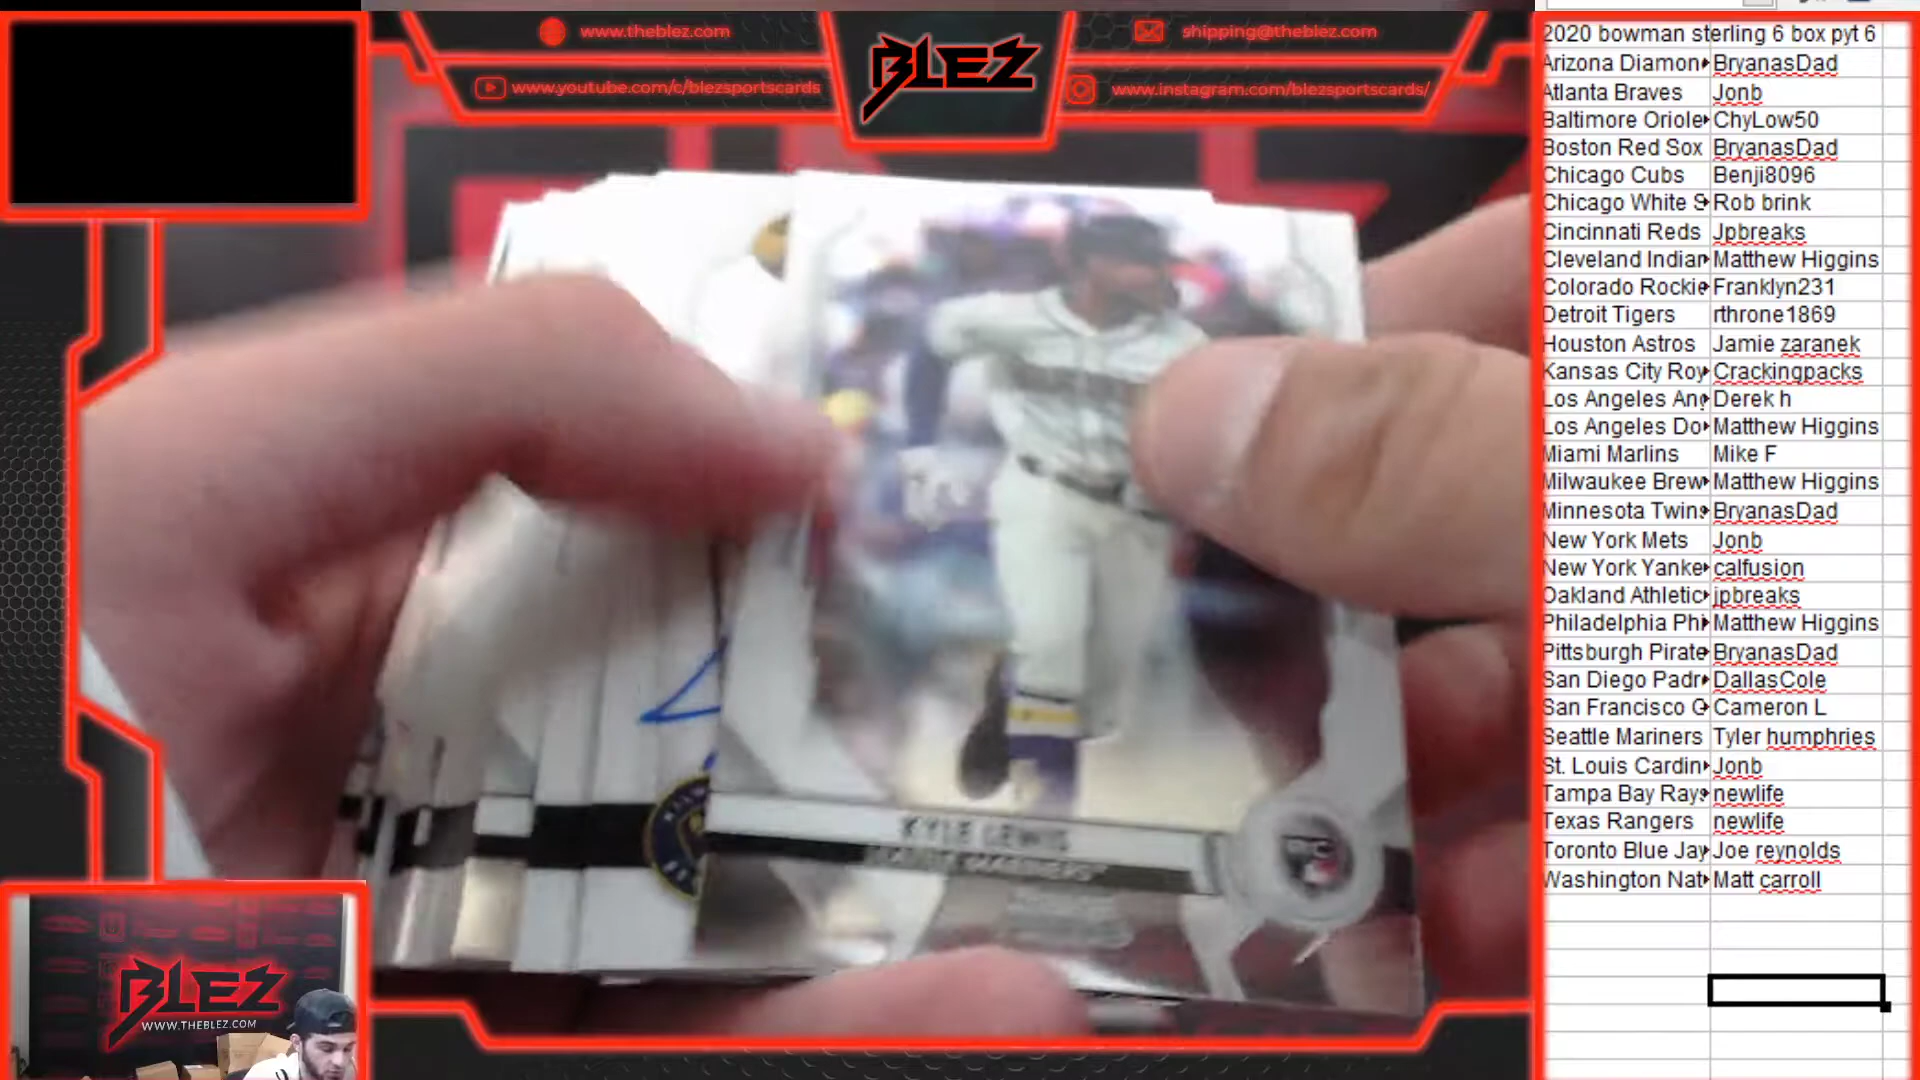 www.theblez.com
BLEZ
shipping@theblez.com
www.youtube.com/c/blezsportscards
www.instagram.com/blezsportscards/
2020 bowman sterling 6 box pyt 6
Arizona Diamon BryanasDad
Atlanta Braves Jonb
Baltimore Oriole ChyLow50
Boston Red Sox BryanasDad
Chicago Cubs Benji8096
Chicago White S Rob brink
Cincinnati Reds Jpbreaks
Cleveland Indian Matthew Higgins
Colorado Rockie Franklyn231
Detroit Tigers rthrone1869
Houston Astros Jamie zaranek
Kansas City Roy Crackingpacks
Los Angeles Ang Derek h
Los Angeles Do Matthew Higgins
Miami Marlins Mike F
Milwaukee Brew Matthew Higgins
Minnesota Twins BryanasDad
New York Mets Jonb
New York Yanke calfusion
Oakland Athletic jpbreaks
Philadelphia Phi Matthew Higgins
Pittsburgh Pirate BryanasDad
San Diego Padr DallasCole
San Francisco G Cameron L
Seattle Mariners Tyler humphries
St. Louis Cardin Jonb
Tampa Bay Rays newlife
Texas Rangers newlife
Toronto Blue Jay Joe reynolds
Washington Nat Matt carroll
KYLE LEWIS
BLEZ
WWW.THEBLEZ.COM